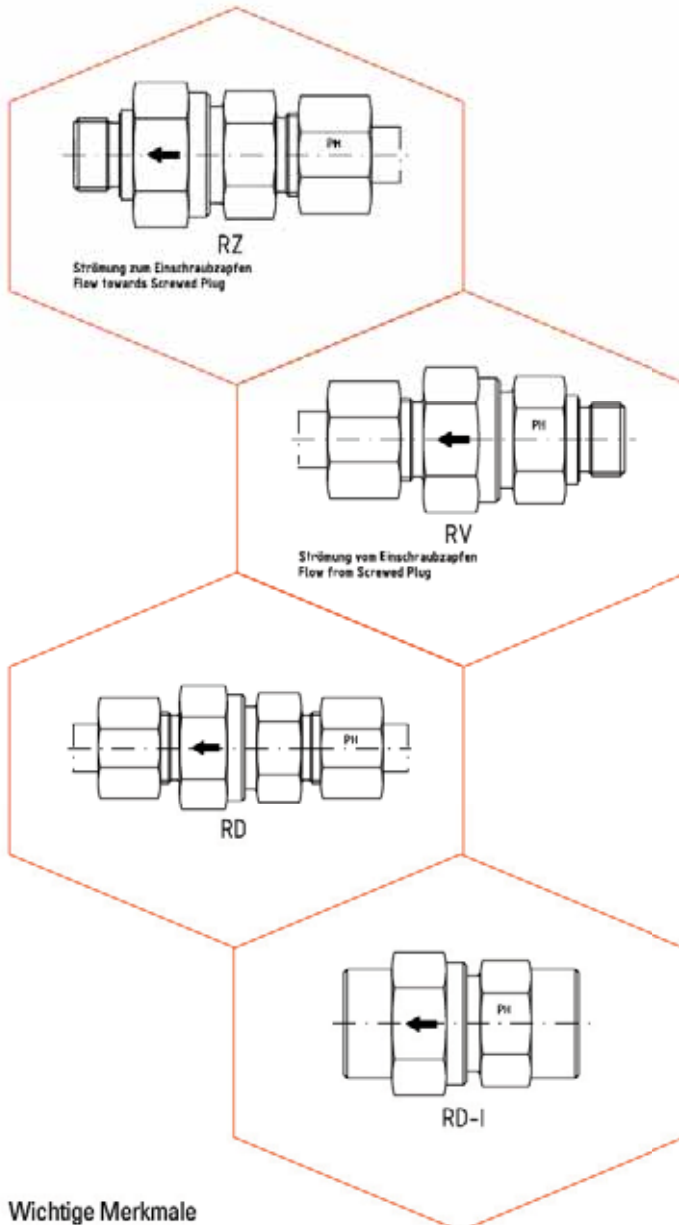 PH
RZ
Strömung zum Einschraubzapfen
Flow towards Screwed Plug
PH
RV
Strömung vom Einschraubzapfen
Flow from Screwed Plug
PH
RD
PH
RD-I
Wichtige Merkmale